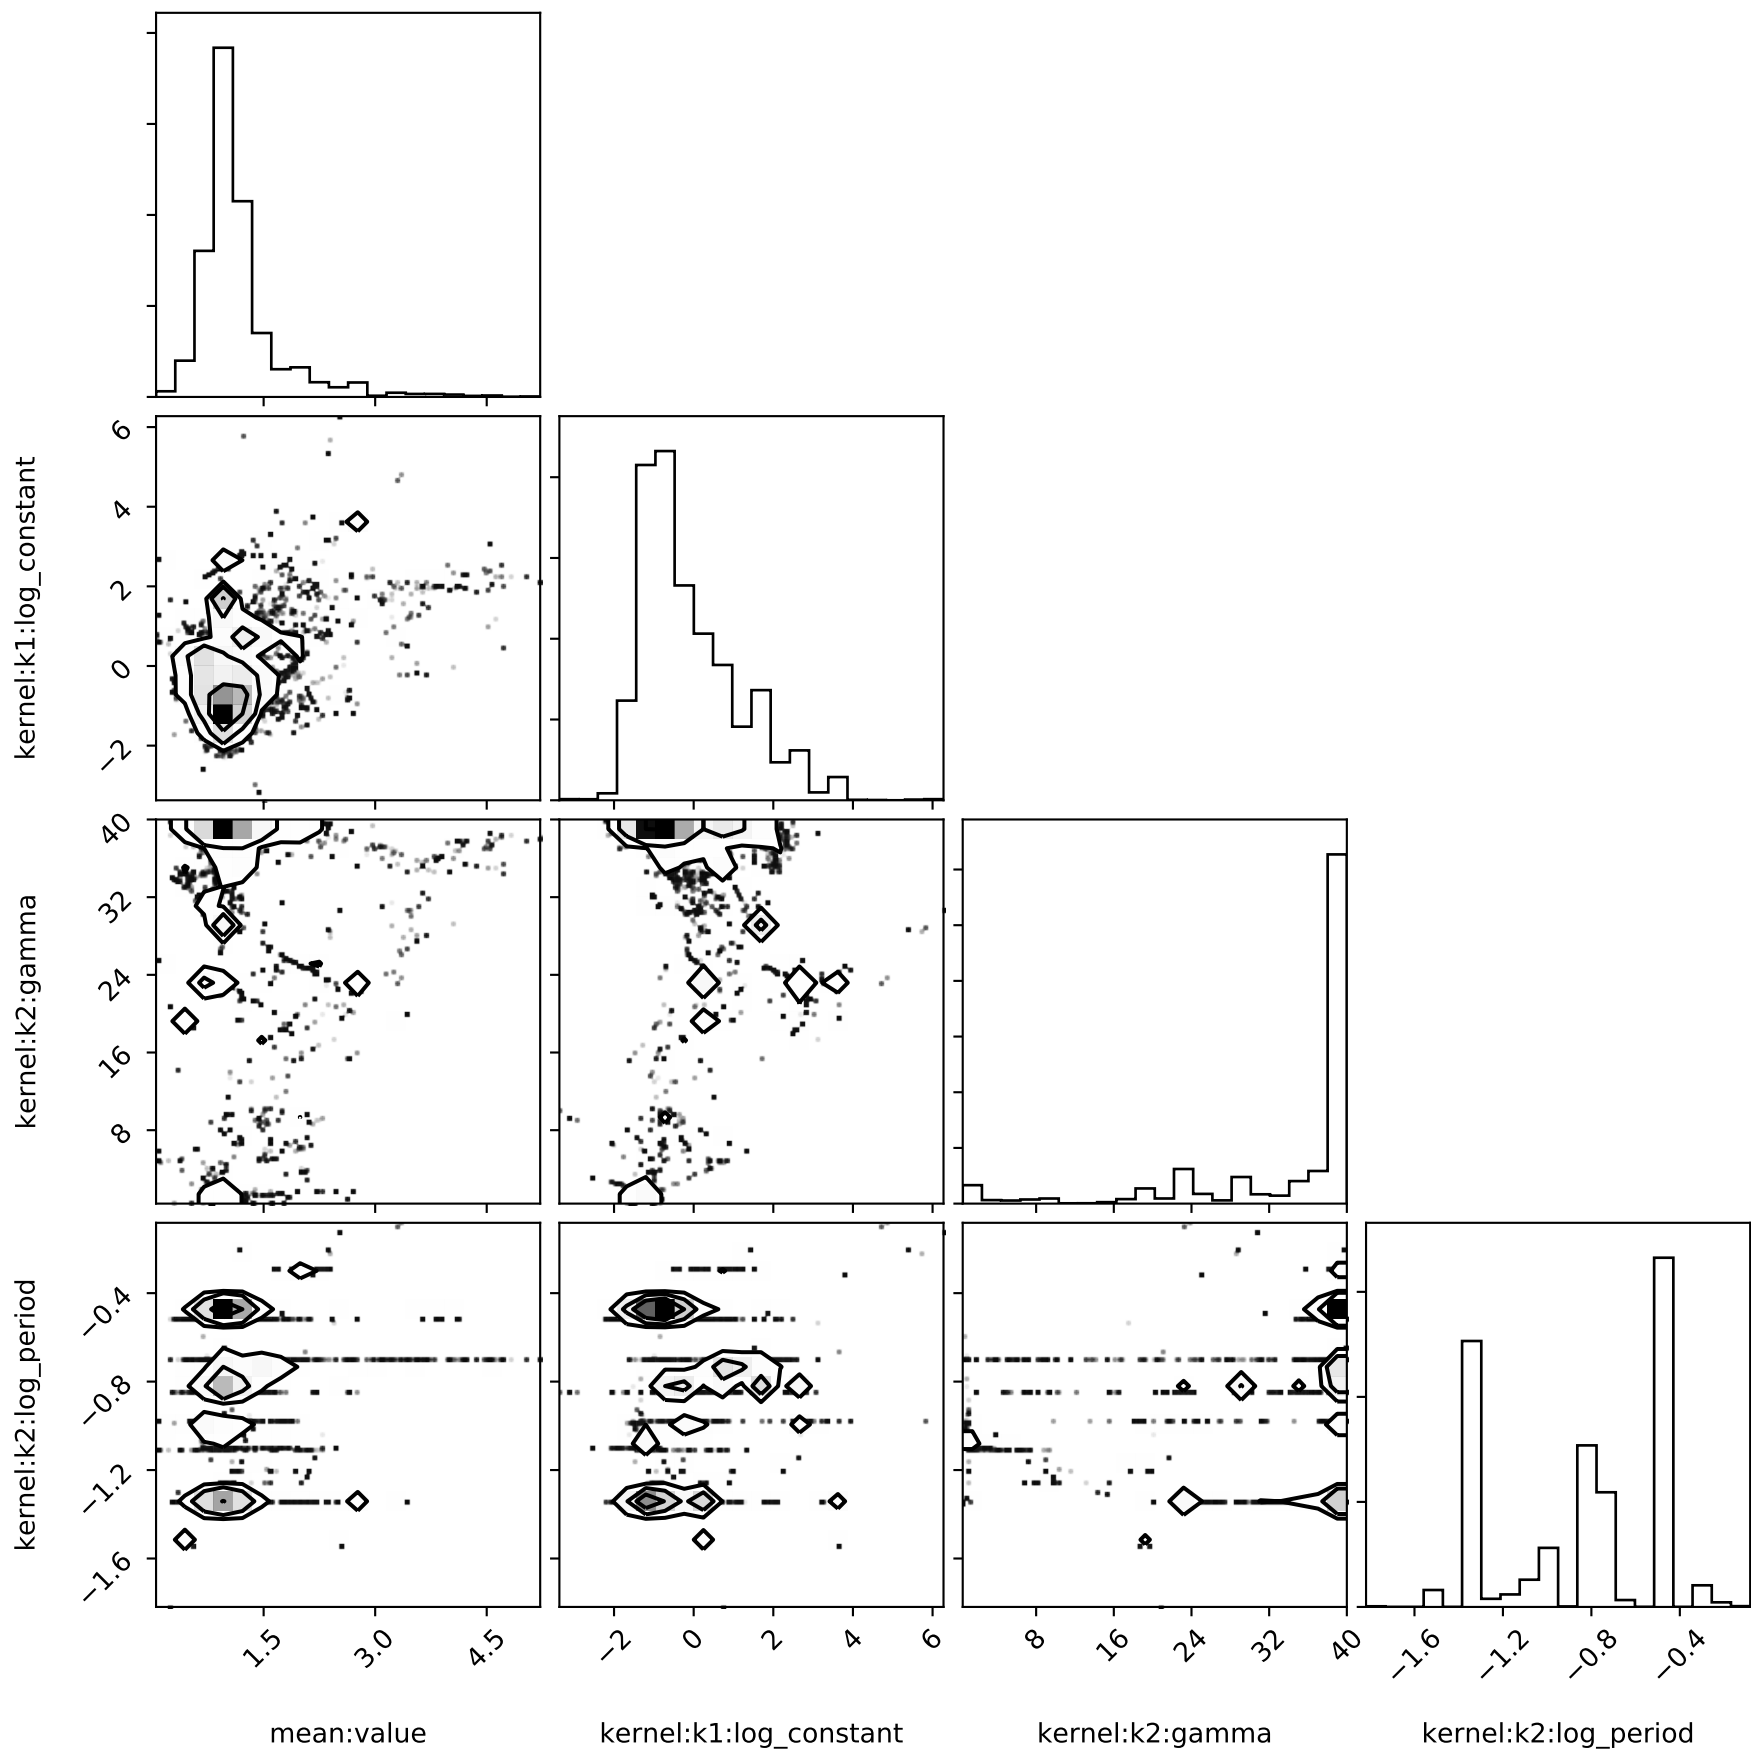 6
4
2
0
−2
kernel:k1:log_constant
40
32
24
16
8
kernel:k2:gamma
−0.4
−0.8
−1.2
−1.6
kernel:k2:log_period
1.5 3.0 4.5
−2 0 2 4 6
8 16 24 32 40
−1.6 −1.2 −0.8 −0.4
mean:value
kernel:k1:log_constant
kernel:k2:gamma
kernel:k2:log_period